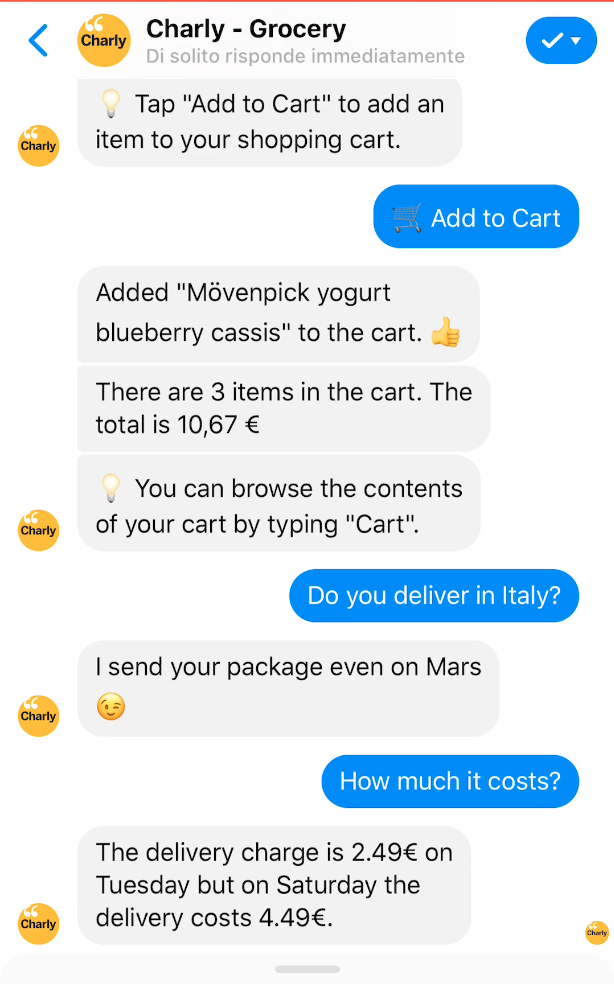 Charly
Charly - Grocery
Di solito risponde immediatamente
💡 Tap "Add to Cart" to add an
item to your shopping cart.
Charly
🛒 Add to Cart
Added "Mövenpick yogurt
blueberry cassis" to the cart. 👍
There are 3 items in the cart. The
total is 10,67 €
💡 You can browse the contents
of your cart by typing "Cart".
Charly
Do you deliver in Italy?
I send your package even on Mars
😉
Charly
How much it costs?
The delivery charge is 2.49€ on
Tuesday but on Saturday the
delivery costs 4.49€.
Charly
Charly